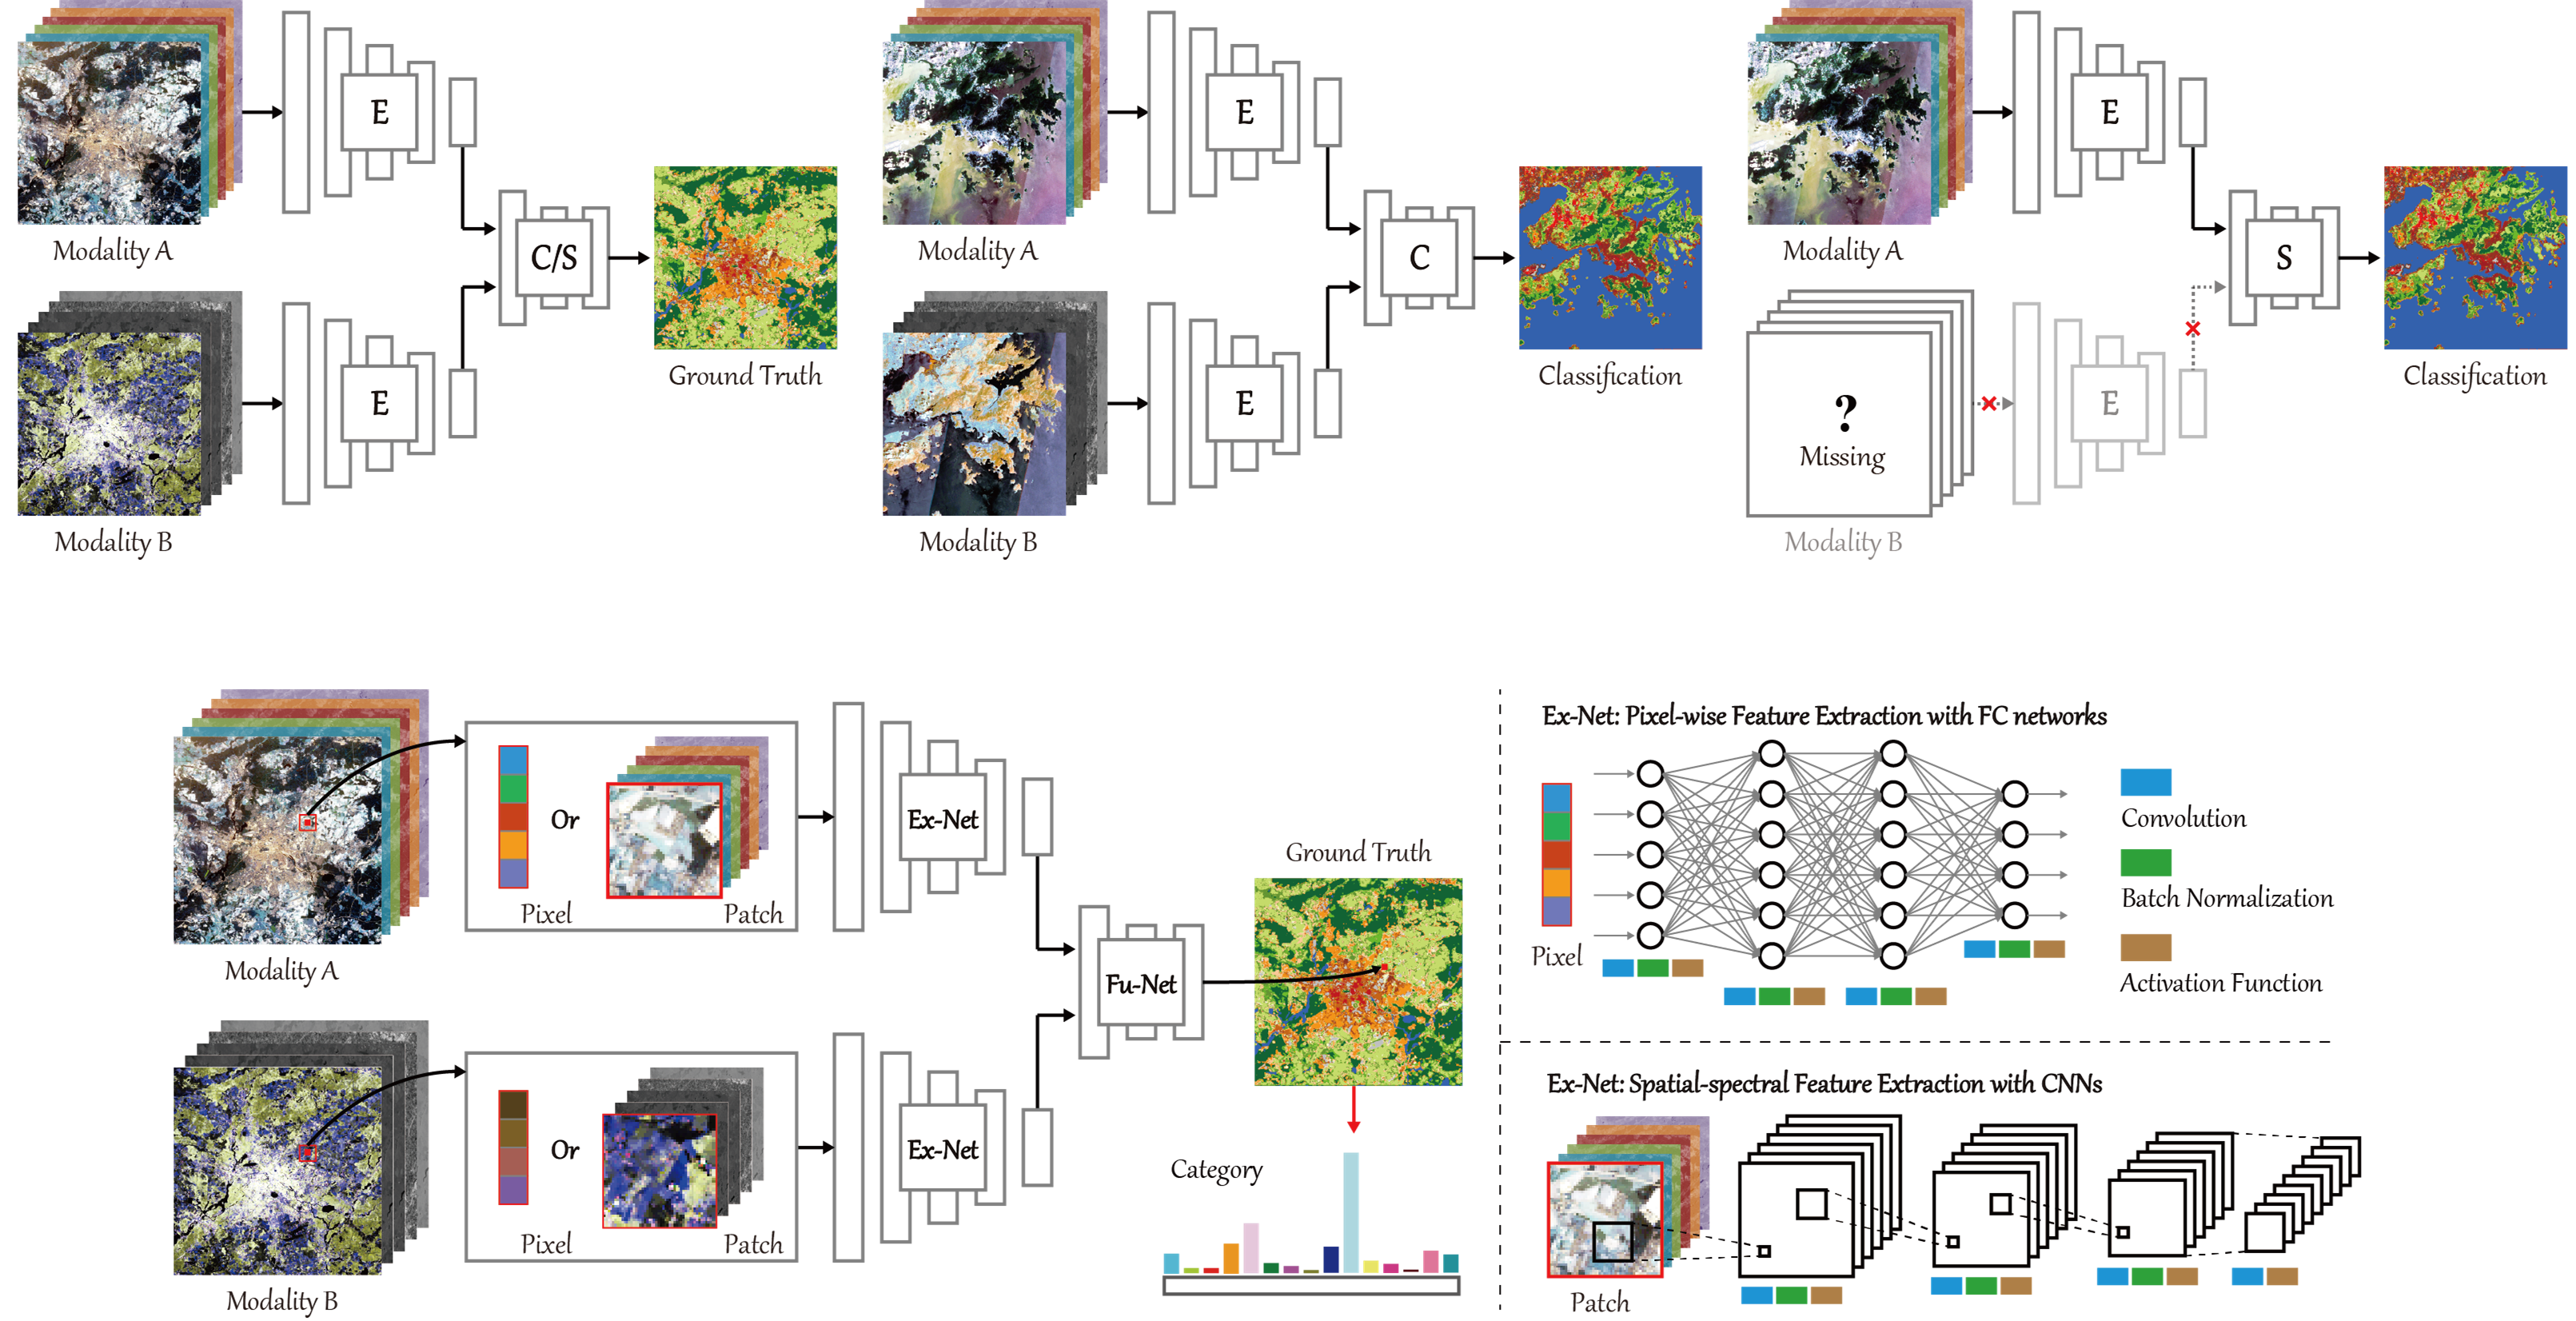 E
Modality A
E
Modality B
C/S
Ground Truth
E
Modality A
E
Modality B
C
Classification
E
Modality A
?
Missing
Modality B
E
S
Classification
Modality A
Or
Pixel
Patch
Ex-Net
Modality B
Or
Pixel
Patch
Ex-Net
Fu-Net
Ground Truth
Category
Ex-Net: Pixel-wise Feature Extraction with FC networks
Pixel
Convolution
Batch Normalization
Activation Function
Ex-Net: Spatial-spectral Feature Extraction with CNNs
Patch